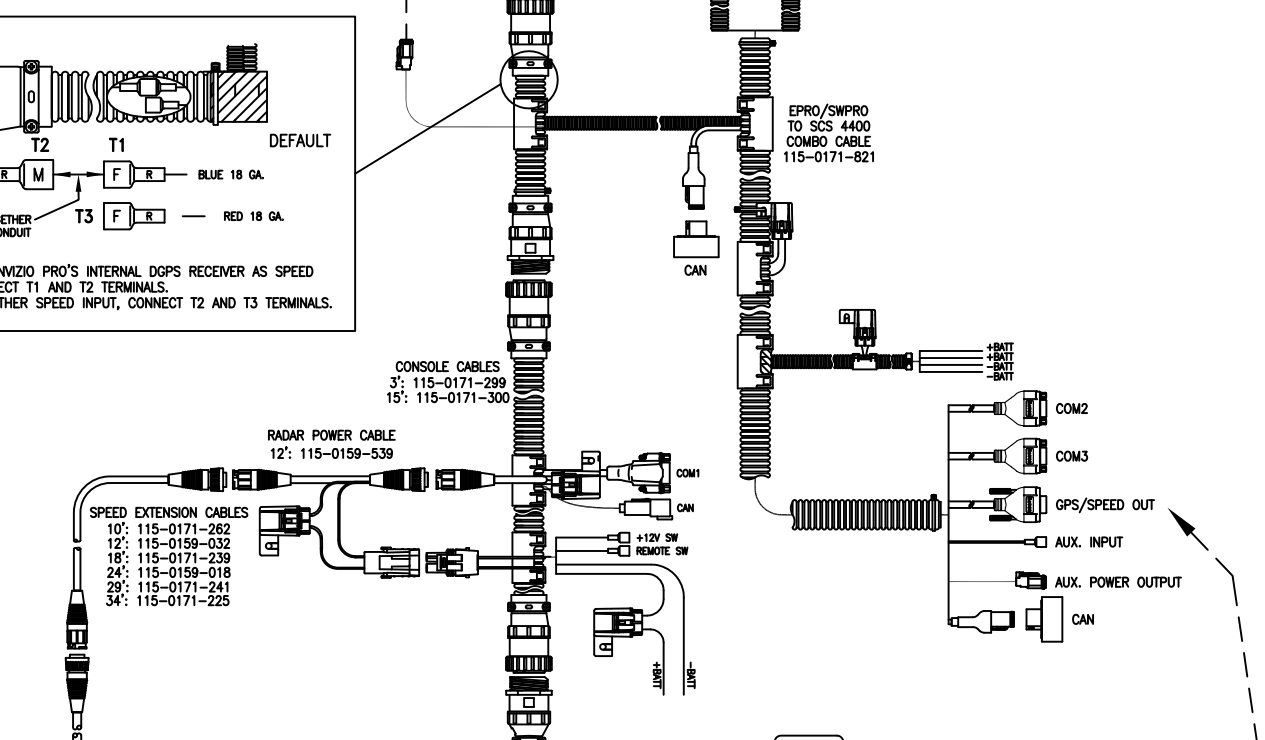 DEFAULT
T2
T1
R
M
F
R
BLUE 18 GA.
T3
F
R
RED 18 GA.
NVIZIO PRO'S INTERNAL DGPS RECEIVER AS SPEED
ECT T1 AND T2 TERMINALS.
THER SPEED INPUT, CONNECT T2 AND T3 TERMINALS.
EPRO/SWPRO
TO SCS 4400
COMBO CABLE
115-0171-821
CAN
CONSOLE CABLES
3': 115-0171-299
15': 115-0171-300
+BATT
+BATT
-BATT
-BATT
RADAR POWER CABLE
12': 115-0159-539
COM1
CAN
SPEED EXTENSION CABLES
10': 115-0171-262
12': 115-0159-032
18': 115-0171-239
24': 115-0159-018
29': 115-0171-241
34': 115-0171-225
+12V SW
REMOTE SW
+BATT
-BATT
COM2
COM3
GPS/SPEED OUT
AUX. INPUT
AUX. POWER OUTPUT
CAN